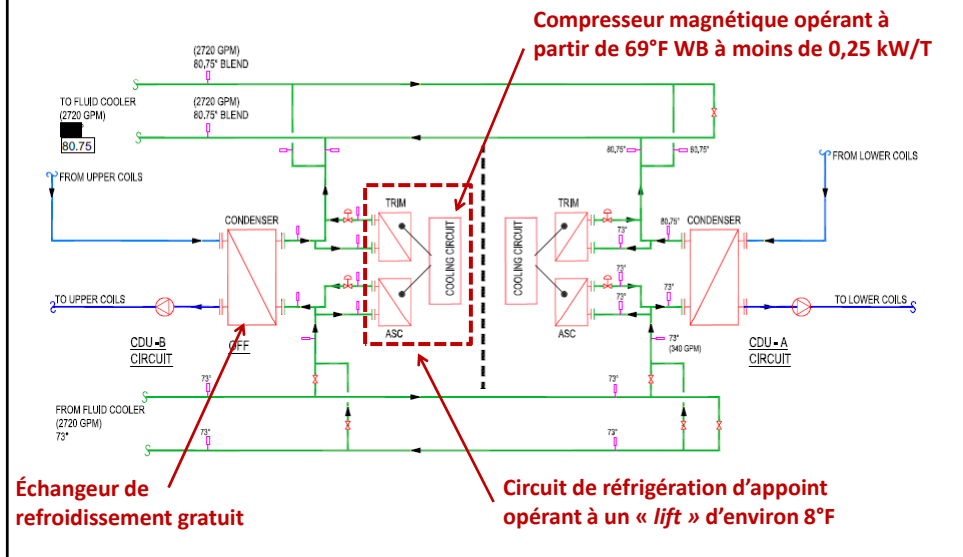 Compresseur magnétique opérant à
partir de 69°F WB à moins de 0,25 kW/T
(2720 GPM)
80,75° BLEND
TO FLUID COOLER
(2720 GPM)
80.75
(2720 GPM)
80.75° BLEND
80,75°
80,75°
FROM UPPER COILS
FROM LOWER COILS
CONDENSER
TRIM
COOLING CIRCUIT
COOLING CIRCUIT
TRIM
80,75°
CONDENSER
73°
73°
73°
73°
TO UPPER COILS
TO LOWER COILS
ASC
ASC
CDU-B
CIRCUIT
OFF
73°
(340 GPM)
CDU-A
CIRCUIT
73°
73°
FROM FLUID COOLER
(2720 GPM)
73°
73°
73°
Échangeur de
refroidissement gratuit
Circuit de réfrigération d’appoint
opérant à un « lift » d’environ 8°F